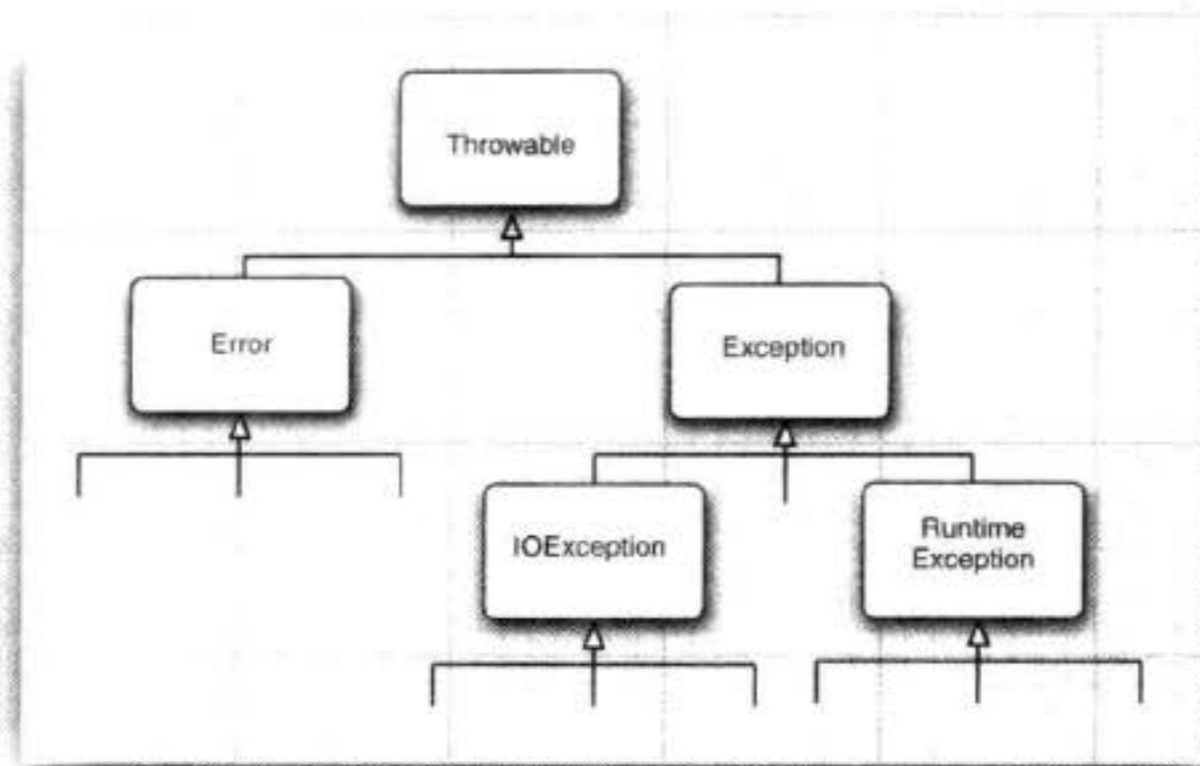 Throwable
Error
Exception
IOException
Runtime
Exception